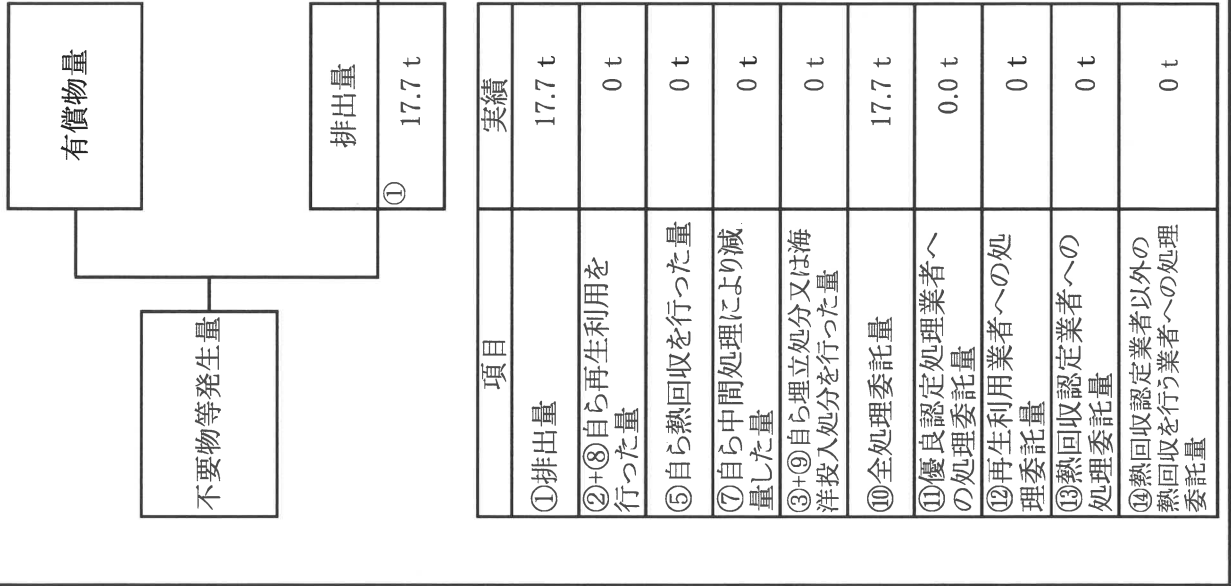 有償物量
不要物等発生量
排出量
①
17.7 t
項目
実績
①排出量
17.7 t
②+⑧自ら再生利用を
行った量
0 t
⑤自ら熱回収を行った量
0 t
⑦自ら中間処理により減
量した量
0 t
③+⑨自ら埋立処分又は海
洋投入処分を行った量
0 t
⑩全処理委託量
17.7 t
⑪優良認定処理業者へ
の処理委託量
0.0 t
⑫再生利用業者への処
理委託量
0 t
⑬熱回収認定業者への
処理委託量
0 t
⑭熱回収認定業者以外の
熱回収を行う業者への処理
委託量
0 t